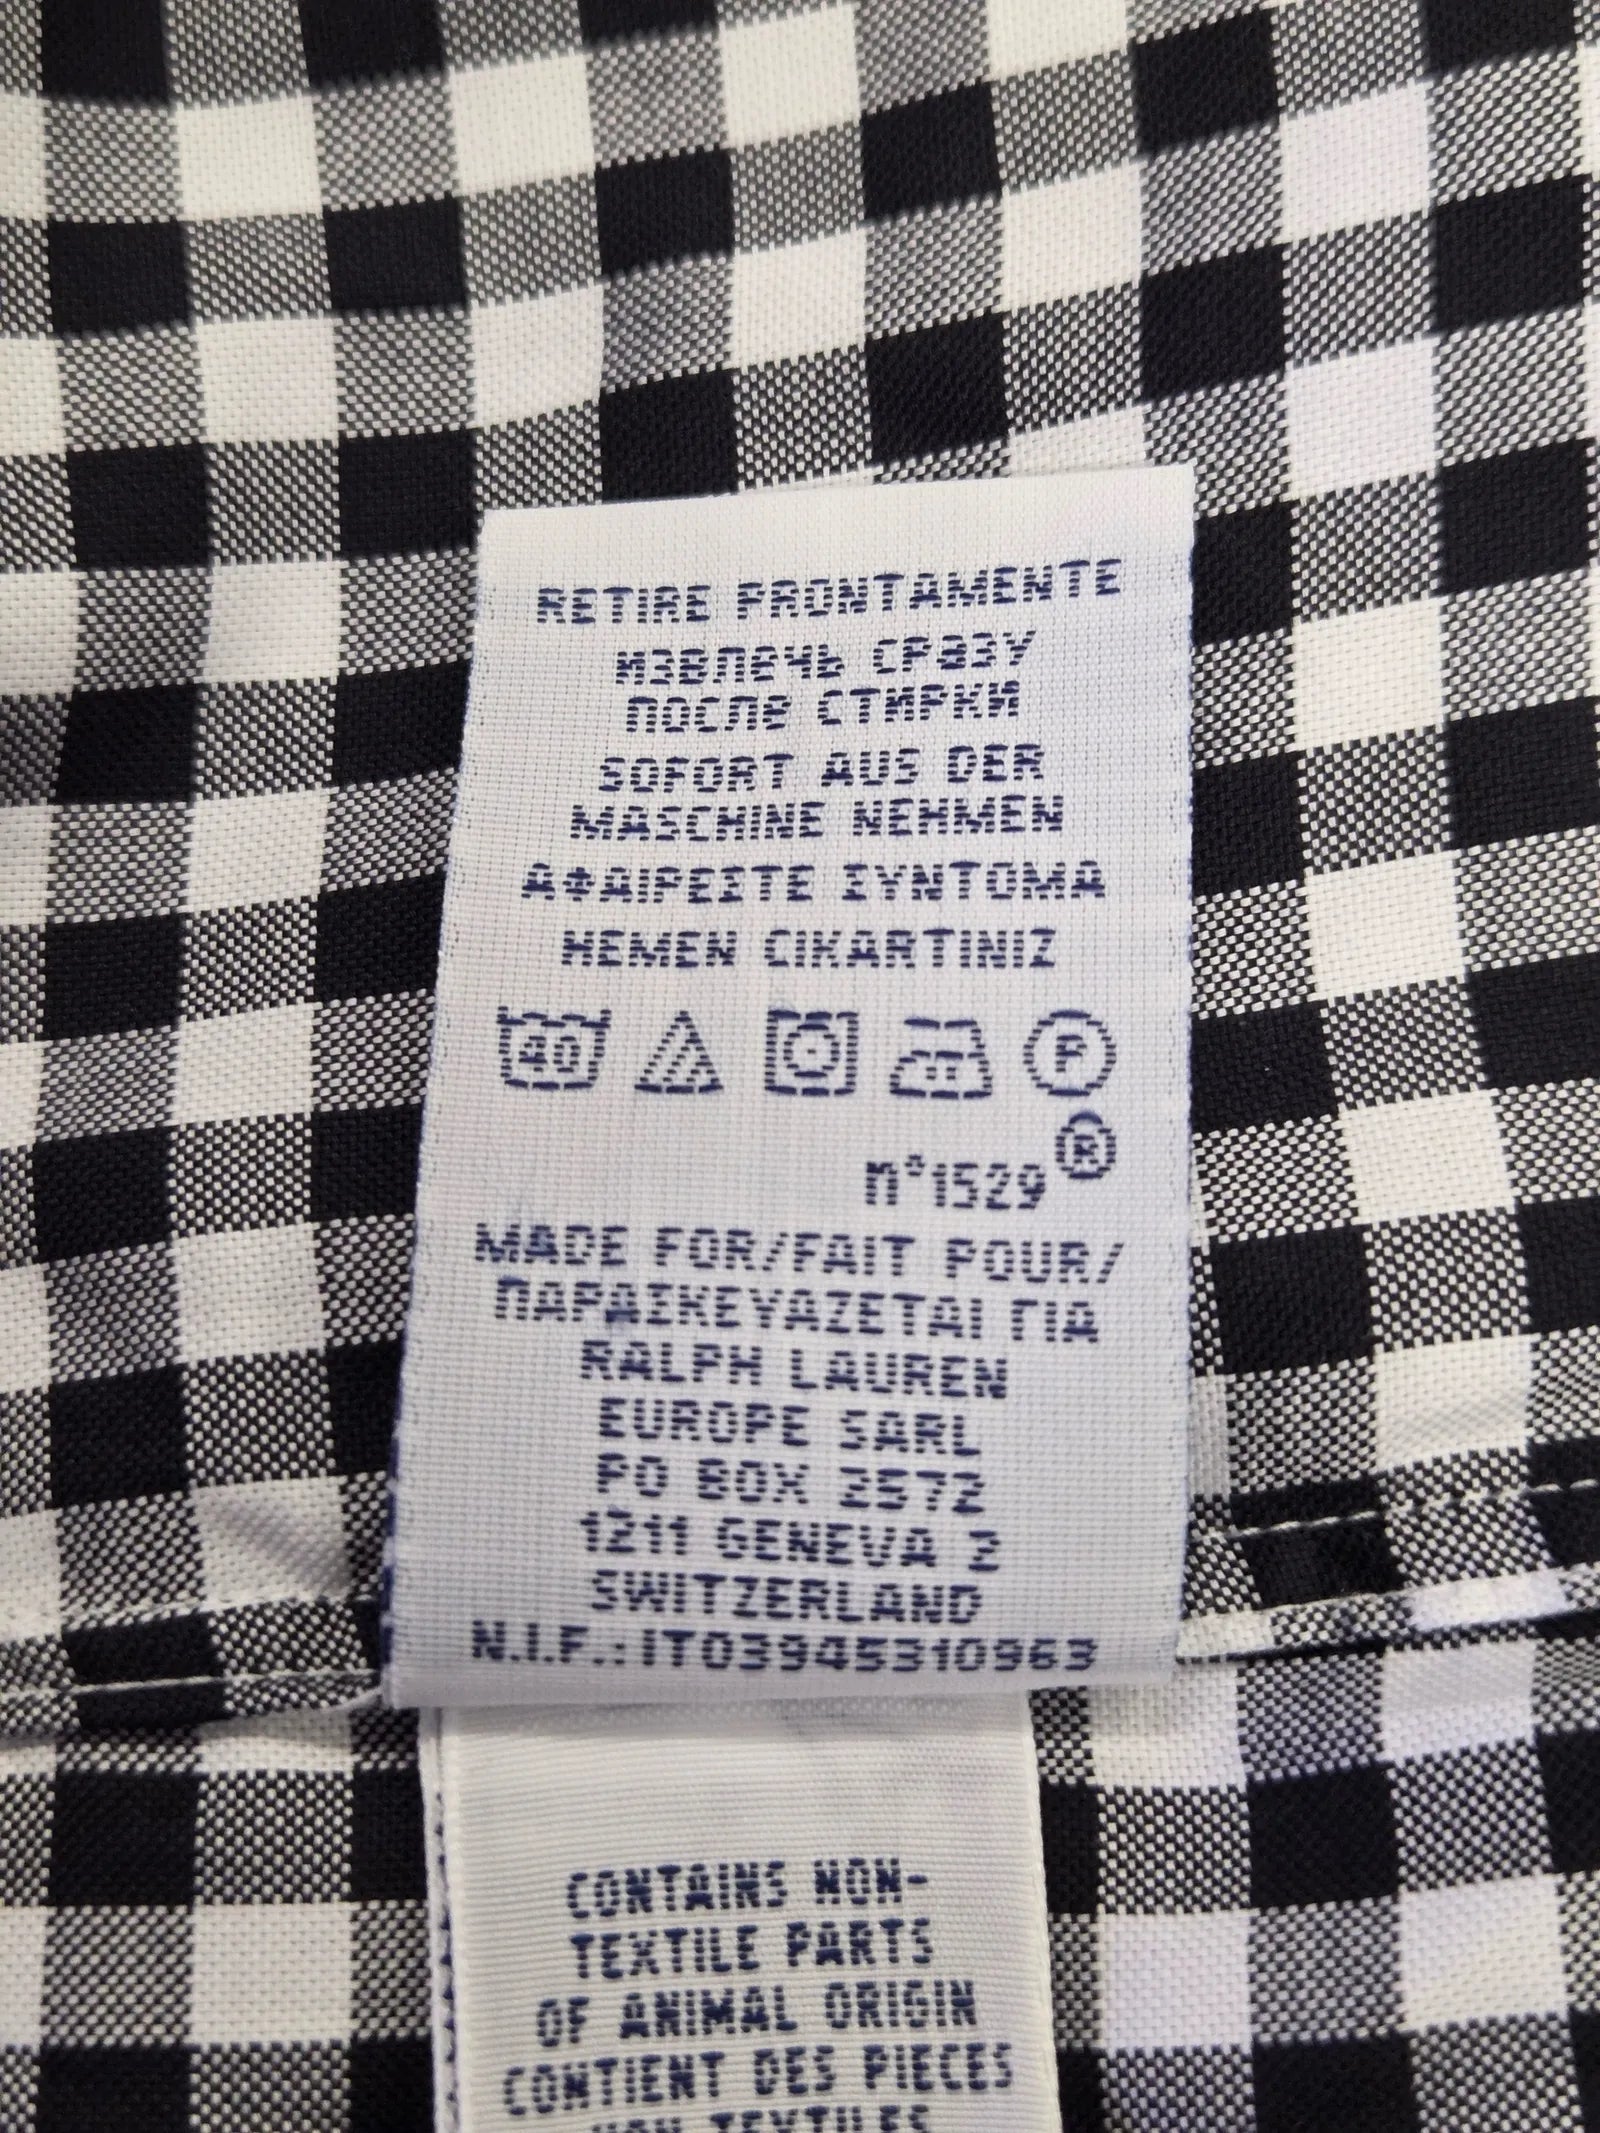 RETIRE PRONTAMENTE
ИЗВЛеЧЬ СРаЗУ
ПОСЛе СТИРКИ
SOFORT AUS DER
MASCHINE NEHMEN
ΑΦΑΙΡΕΣΤΕ ΣΥΝΤΟΜΑ
HEMEN CIKARTINIZ
40
P
n°1529®
MADE FOR/FAIT POUR/
ΠΑΡΑΣΚΕΥΑΖΕΤΑΙ ΓΙΑ
RALPH LAUREN
EUROPE SARL
PO BOX 2572
1211 GENEVA 2
SWITZERLAND
N.I.F.:IT03945310963
CONTAINS NON-
TEXTILE PARTS
OF ANIMAL ORIGIN
CONTIENT DES PIECES
NON TEXTILES